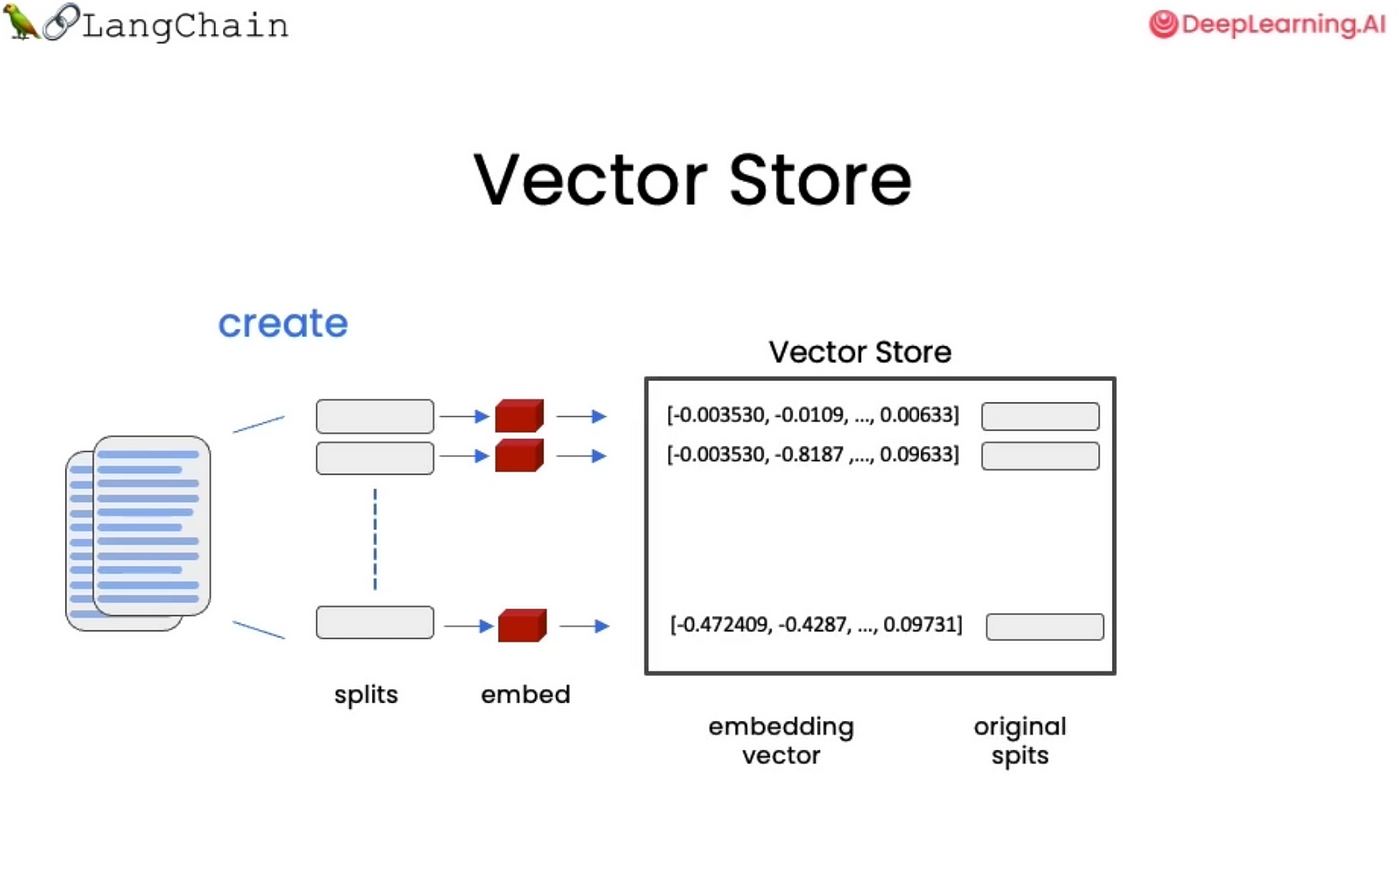 LangChain
DeepLearning.AI
Vector Store
create
Vector Store
[-0.003530, -0.0109, ..., 0.00633]
[-0.003530, -0.8187 ,..., 0.09633]
[-0.472409, -0.4287, ..., 0.09731]
splits
embed
embedding
vector
original
spits